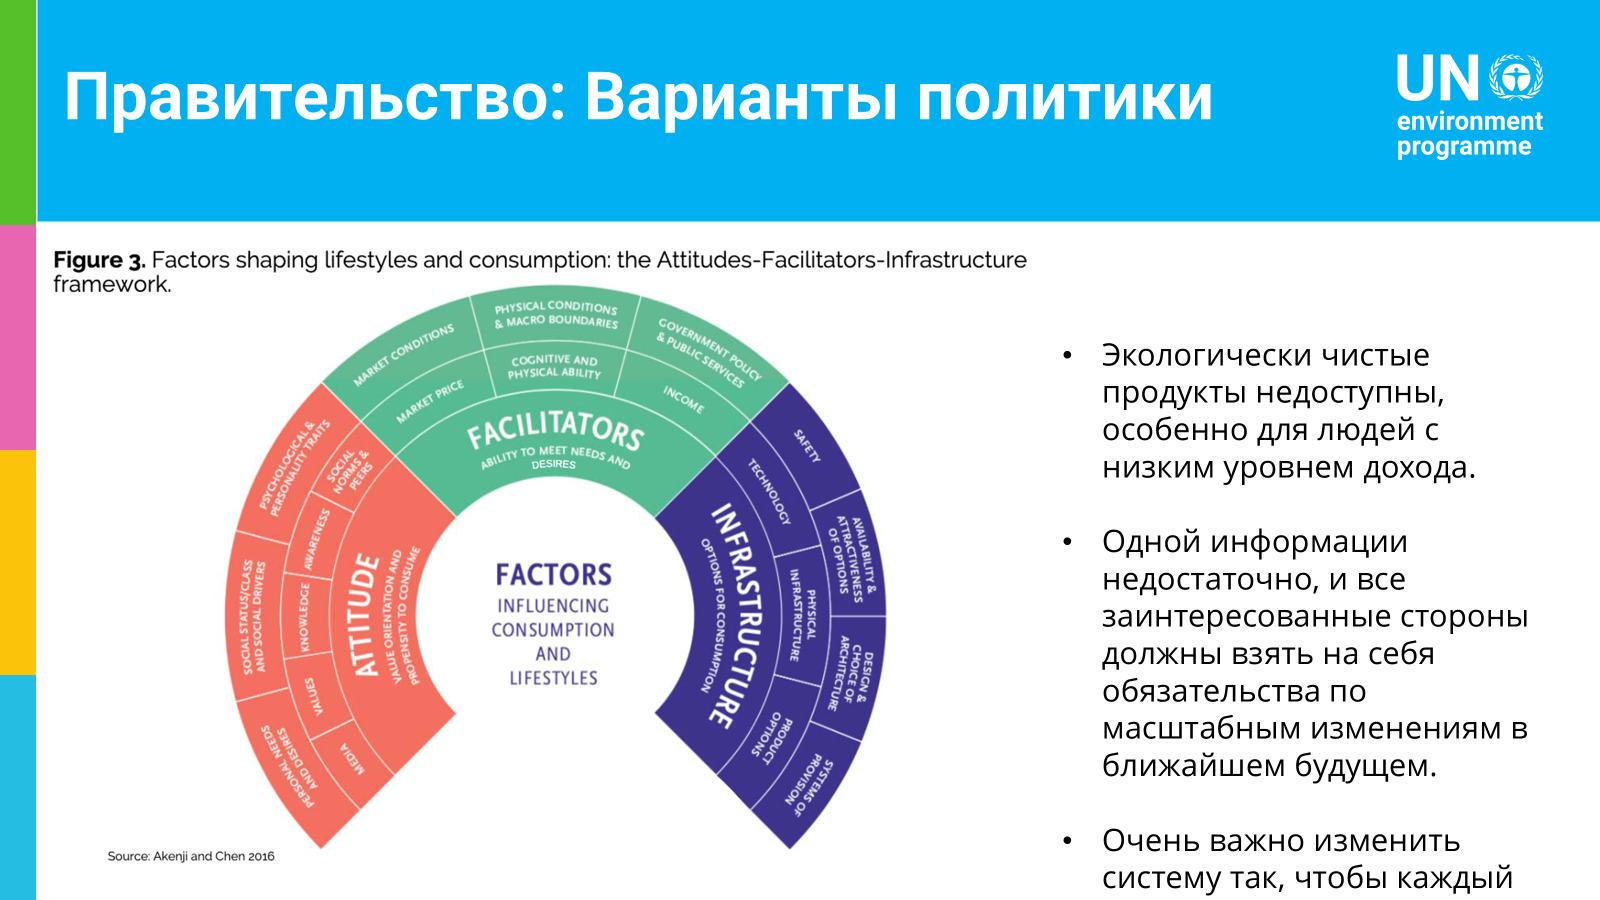 Правительство: Варианты политики
UN
environment
programme
Figure 3. Factors shaping lifestyles and consumption: the Attitudes-Facilitators-Infrastructure
framework.
PSYCHOLOGICAL &
PERSONALITY TRAITS
SOCIAL STATUS/CLASS
AND SOCIAL DRIVERS
PERSONAL NEEDS
AND DESIRES
SOCIAL
NORMS &
PEERS
AWARENESS
KNOWLEDGE
VALUES
MEDIA
ATTITUDE
VALUE ORIENTATION AND
PROPENSITY TO CONSUME
MARKET CONDITIONS
PHYSICAL CONDITIONS
& MACRO BOUNDARIES
GOVERNMENT POLICY
& PUBLIC SERVICES
MARKET PRICE
COGNITIVE AND
PHYSICAL ABILITY
INCOME
FACILITATORS
ABILITY TO MEET NEEDS AND
DESIRES
SAFETY
AVAILABILITY &
ATTRACTIVENESS
OF OPTIONS
DESIGN &
CHOICE OF
ARCHITECTURE
SYSTEMS OF
PROVISION
TECHNOLOGY
PHYSICAL
INFRASTRUCTURE
PRODUCT
OPTIONS
INFRASTRUCTURE
OPTIONS FOR CONSUMPTION
FACTORS
INFLUENCING
CONSUMPTION
AND
LIFESTYLES
Source: Akenji and Chen 2016
• Экологически чистые
продукты недоступны,
особенно для людей с
низким уровнем дохода.
• Одной информации
недостаточно, и все
заинтересованные стороны
должны взять на себя
обязательства по
масштабным изменениям в
ближайшем будущем.
• Очень важно изменить
систему так, чтобы каждый